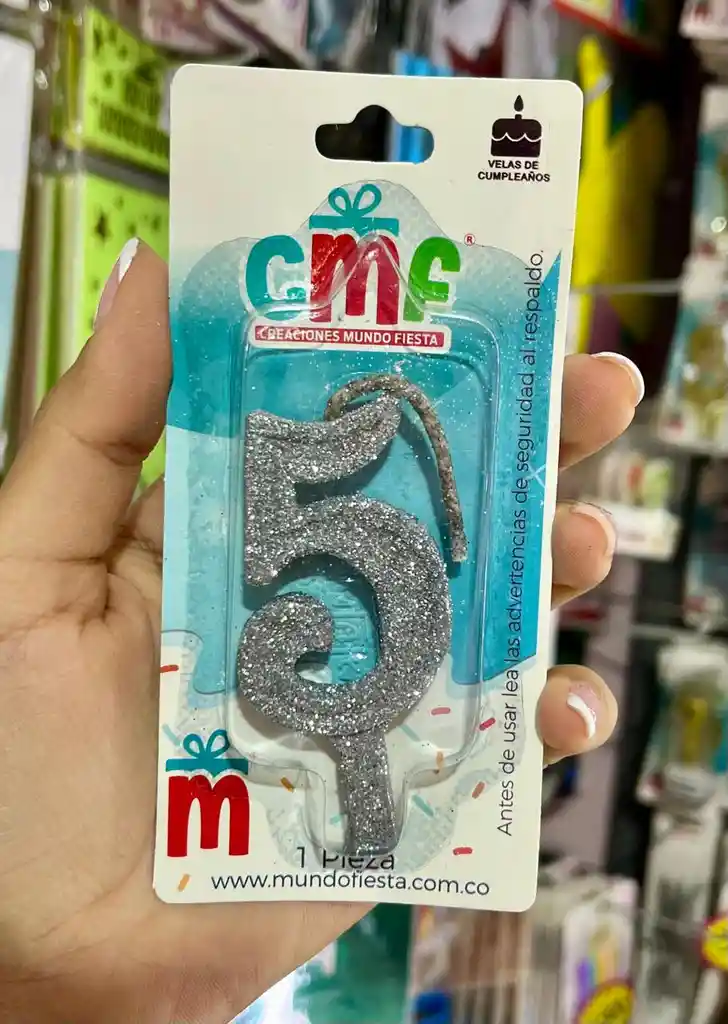 VELAS DE
CUMPLEAÑOS
cmf®
CREACIONES MUNDO FIESTA
5
Antes de usar lea las advertencias de seguridad al respaldo.
m
1 Pieza
www.mundofiesta.com.co